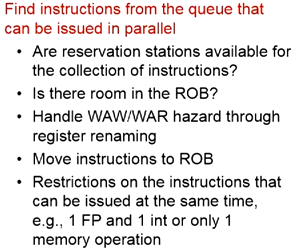 Find instructions from the queue that
can be issued in parallel
• Are reservation stations available for
the collection of instructions?
• Is there room in the ROB?
• Handle WAW/WAR hazard through
register renaming
• Move instructions to ROB
• Restrictions on the instructions that
can be issued at the same time,
e.g., 1 FP and 1 int or only 1
memory operation